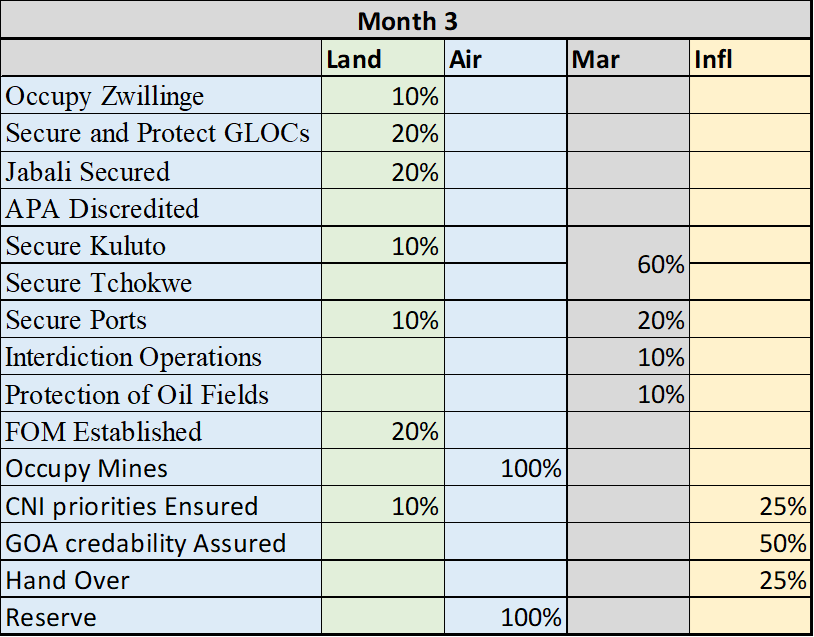 Month 3
Land Air Mar Infl
Occupy Zwillinge 10%
Secure and Protect GLOCs 20%
Jabali Secured 20%
APA Discredited
Secure Kuluto 10%
60%
Secure Tchokwe
Secure Ports 10% 20%
Interdiction Operations 10%
Protection of Oil Fields 10%
FOM Established 20%
Occupy Mines 100%
CNI priorities Ensured 10% 25%
GOA credability Assured 50%
Hand Over 25%
Reserve 100%